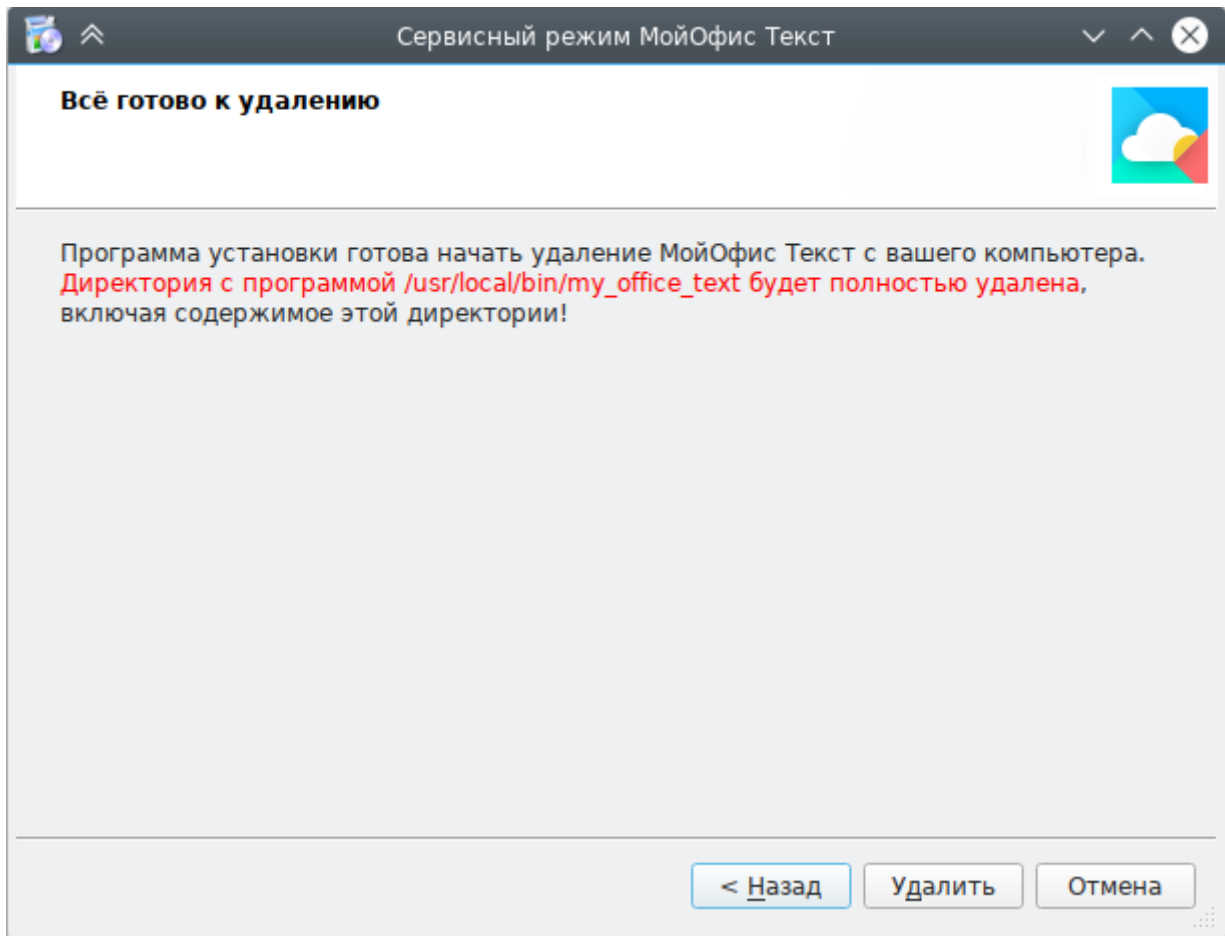 Сервисный режим МойОфис Текст
Всё готово к удалению
Программа установки готова начать удаление МойОфис Текст с вашего компьютера.
Директория с программой /usr/local/bin/my_office_text будет полностью удалена,
включая содержимое этой директории!
< Назад Удалить Отмена